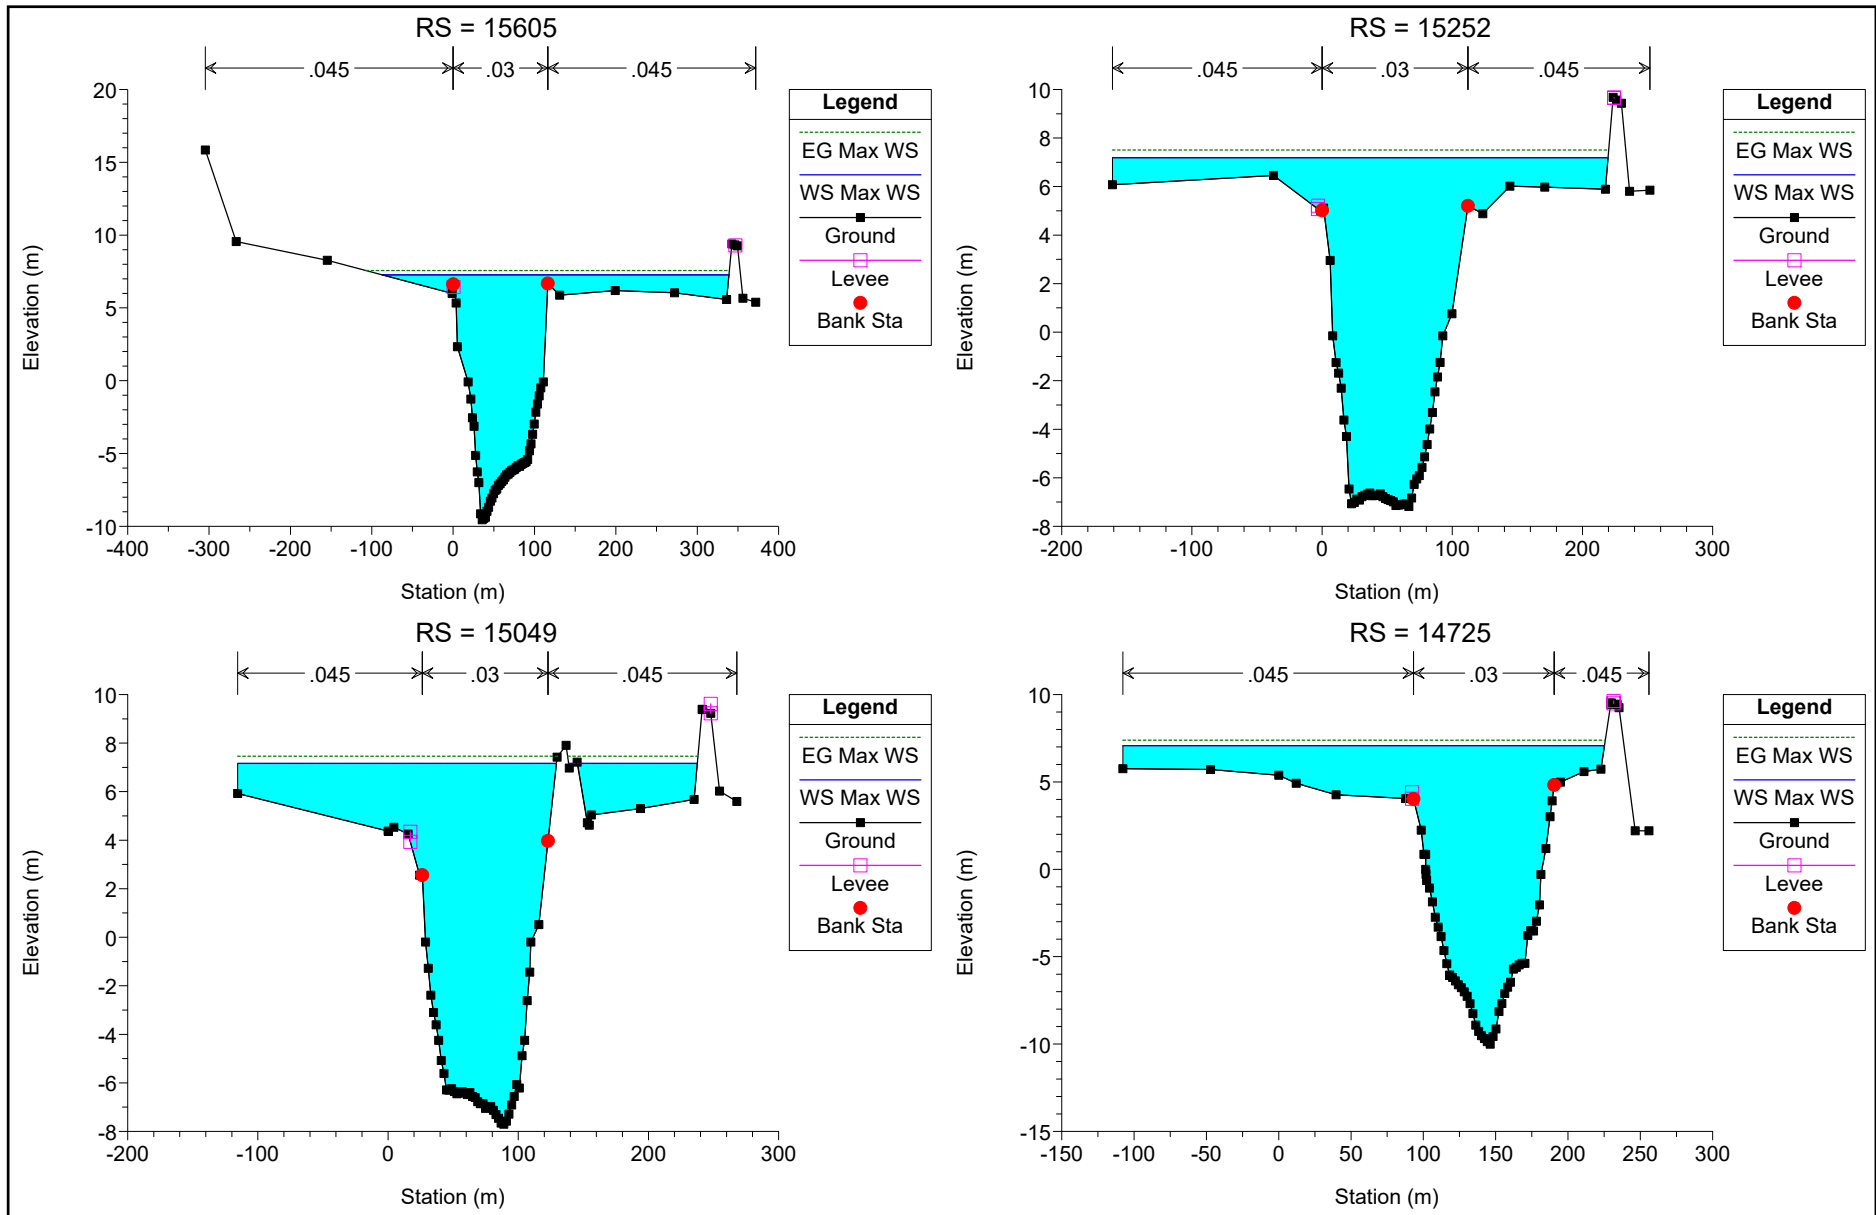 RS = 15605
.045 .03 .045
20
15
10
5
0
-5
-10
Elevation (m)
-400 -300 -200 -100 0 100 200 300 400
Station (m)
Legend
EG Max WS
WS Max WS
Ground
Levee
Bank Sta
RS = 15252
.045 .03 .045
10
8
6
4
2
0
-2
-4
-6
-8
Elevation (m)
-200 -100 0 100 200 300
Station (m)
Legend
EG Max WS
WS Max WS
Ground
Levee
Bank Sta
RS = 15049
.045 .03 .045
10
8
6
4
2
0
-2
-4
-6
-8
Elevation (m)
-200 -100 0 100 200 300
Station (m)
Legend
EG Max WS
WS Max WS
Ground
Levee
Bank Sta
RS = 14725
.045 .03 .045
10
5
0
-5
-10
-15
Elevation (m)
-150 -100 -50 0 50 100 150 200 250 300
Station (m)
Legend
EG Max WS
WS Max WS
Ground
Levee
Bank Sta